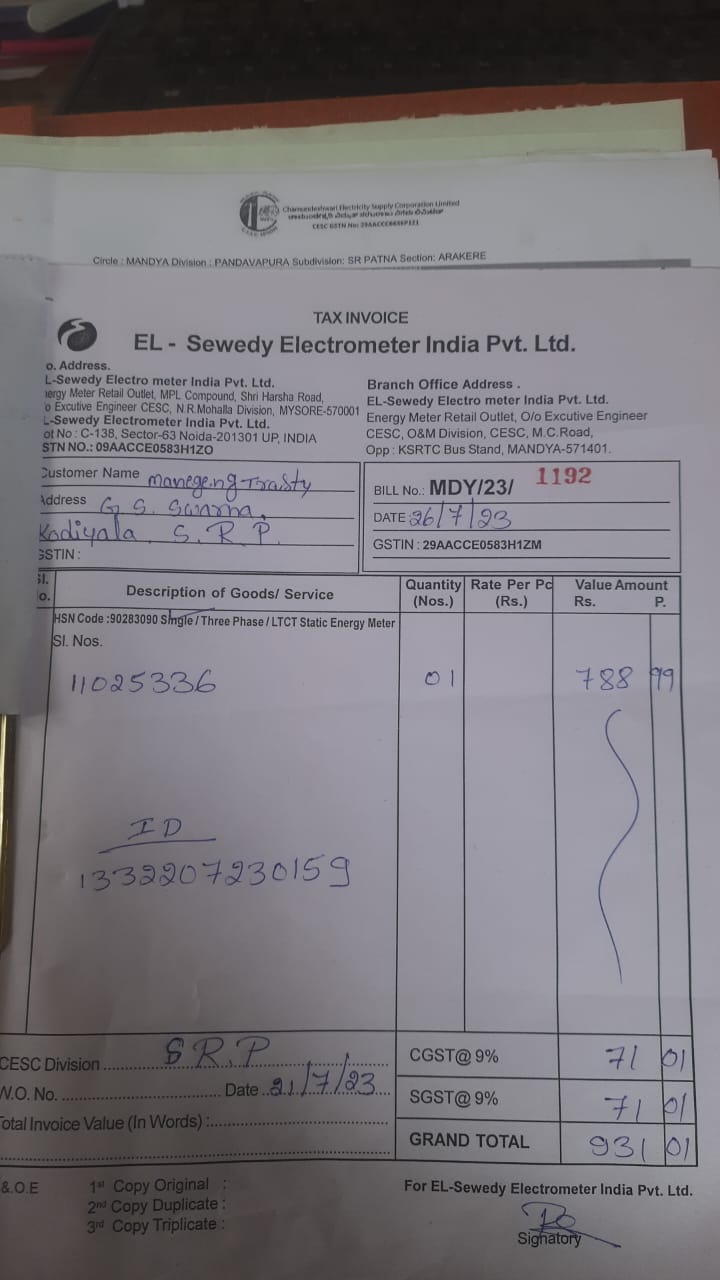 Chamundeshwari Electricity Supply Corporation Limited
CESC GSTN No:
Circle : MANDYA Division : PANDAVAPURA Subdivision: SR PATNA Section: ARAKERE
TAX INVOICE
EL - Sewedy Electrometer India Pvt. Ltd.
o. Address.
L-Sewedy Electro meter India Pvt. Ltd.
nergy Meter Retail Outlet, MPL Compound, Shri Harsha Road,
o Excutive Engineer CESC, N.R.Mohalla Division, MYSORE-570001
L-Sewedy Electro meter India Pvt. Ltd.
ot No : C-138, Sector-63 Noida-201301 UP, INDIA
STN NO.: 09AACCE0583H1ZO
Branch Office Address .
EL-Sewedy Electro meter India Pvt. Ltd.
Energy Meter Retail Outlet, O/o Excutive Engineer
CESC, O&M Division, CESC, M.C.Road,
Opp : KSRTC Bus Stand, MANDYA-571401.
Customer Name Manegeing Trasty
Address G. S. Swarna,
Kodiyala S. R. P.
GSTIN :
BILL No.: MDY/23/ 1192
DATE : 26/7/23
GSTIN : 29AACCE0583H1ZM
Sl. No. Description of Goods/ Service Quantity (Nos.) Rate Per Pc (Rs.) Value Amount Rs. P.
HSN Code :90283090 Single / Three Phase / LTCT Static Energy Meter
Sl. Nos.
11025336 01 788 99
ID
1332207230159
CESC Division SRP CGST@ 9% 71 01
W.O. No. Date 21/7/23 SGST@ 9% 71 01
Total Invoice Value (In Words) : GRAND TOTAL 931 01
&.O.E 1st Copy Original :
2nd Copy Duplicate :
3rd Copy Triplicate :
For EL-Sewedy Electrometer India Pvt. Ltd.
Signatory